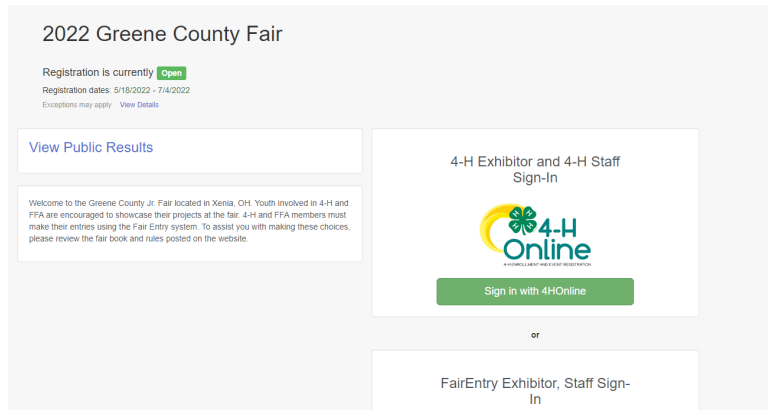 2022 Greene County Fair
Registration is currently Open
Registration dates: 5/18/2022 - 7/4/2022
Exceptions may apply View Details
View Public Results
Welcome to the Greene County Jr. Fair located in Xenia, OH. Youth involved in 4-H and
FFA are encouraged to showcase their projects at the fair. 4-H and FFA members must
make their entries using the Fair Entry system. To assist you with making these choices,
please review the fair book and rules posted on the website.
4-H Exhibitor and 4-H Staff
Sign-In
H H H H
4-H
Online
4-H ENROLLMENT AND EVENT REGISTRATION
Sign in with 4HOnline
or
FairEntry Exhibitor, Staff Sign-
In